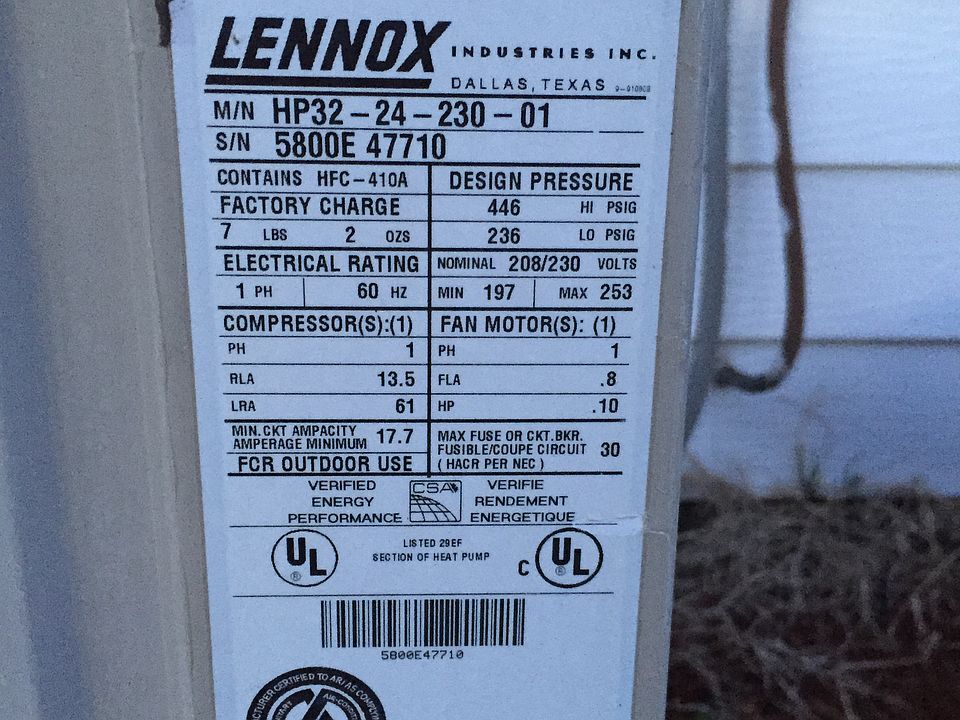 LENNOX INDUSTRIES INC.
DALLAS, TEXAS
M/N HP32-24-230-01
S/N 5800E 47710
CONTAINS HFC-410A
DESIGN PRESSURE
FACTORY CHARGE
446 HI PSIG
7 LBS 2 OZS
236 LO PSIG
ELECTRICAL RATING
NOMINAL 208/230 VOLTS
1 PH 60 HZ
MIN 197 MAX 253
COMPRESSOR(S):(1)
FAN MOTOR(S): (1)
PH 1
PH 1
RLA 13.5
FLA .8
LRA 61
HP .10
MIN.CKT AMPACITY
AMPERAGE MINIMUM 17.7
MAX FUSE OR CKT.BKR.
FUSIBLE/COUPE CIRCUIT 30
(HACR PER NEC)
FOR OUTDOOR USE
VERIFIED
ENERGY
PERFORMANCE
CSA
VERIFIE
RENDEMENT
ENERGETIQUE
UL
LISTED 29EF
SECTION OF HEAT PUMP
C UL
5800E47710
CERTIFIED TO ARI AS COMPLYING